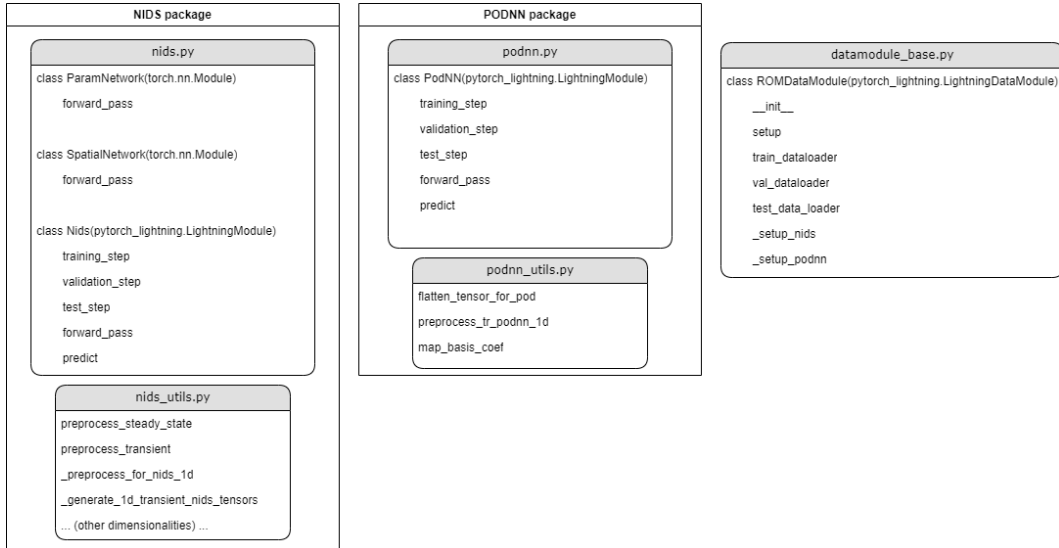 NIDS package
nids.py
class ParamNetwork(torch.nn.Module)
forward_pass
class SpatialNetwork(torch.nn.Module)
forward_pass
class Nids(pytorch_lightning.LightningModule)
training_step
validation_step
test_step
forward_pass
predict
nids_utils.py
preprocess_steady_state
preprocess_transient
_preprocess_for_nids_1d
_generate_1d_transient_nids_tensors
... (other dimensionalities) ...
PODNN package
podnn.py
class PodNN(pytorch_lightning.LightningModule)
training_step
validation_step
test_step
forward_pass
predict
podnn_utils.py
flatten_tensor_for_pod
preprocess_tr_podnn_1d
map_basis_coef
datamodule_base.py
class ROMDataModule(pytorch_lightning.LightningDataModule)
__init__
setup
train_dataloader
val_dataloader
test_data_loader
_setup_nids
_setup_podnn